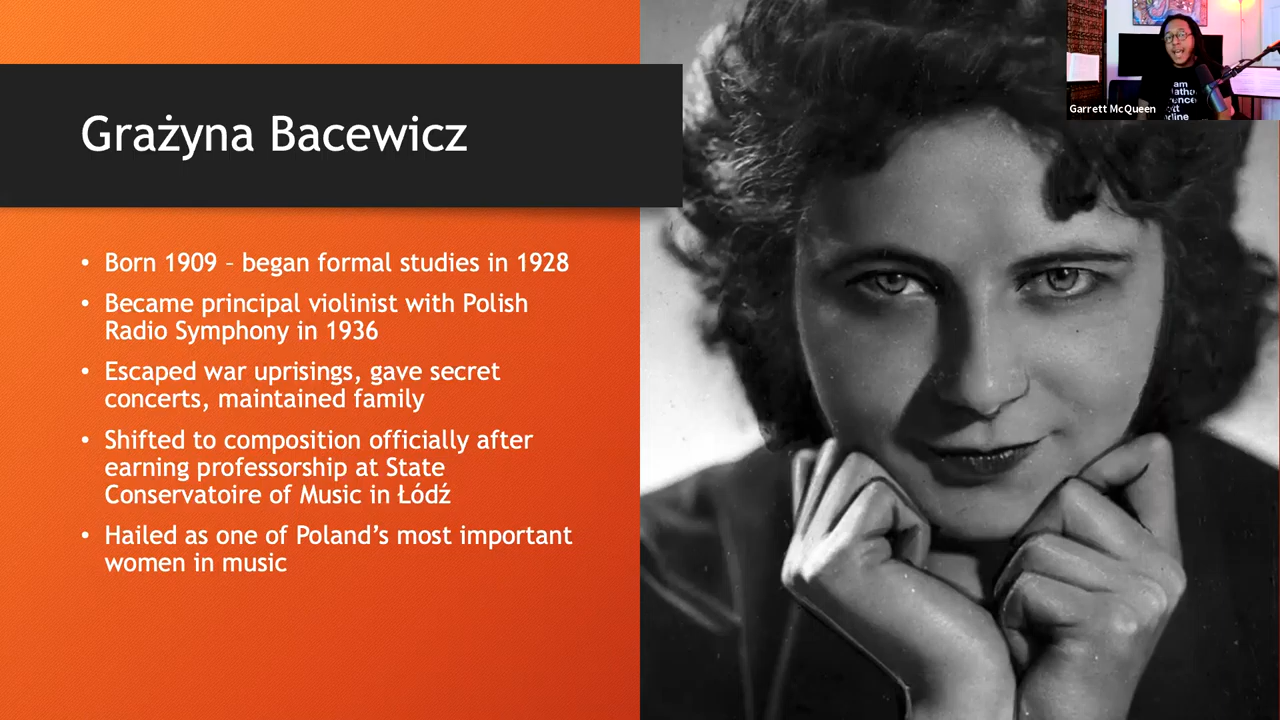 Grażyna Bacewicz
• Born 1909 – began formal studies in 1928
• Became principal violinist with Polish
Radio Symphony in 1936
• Escaped war uprisings, gave secret
concerts, maintained family
• Shifted to composition officially after
earning professorship at State
Conservatoire of Music in Łódź
• Hailed as one of Poland’s most important
women in music
Garrett McQueen